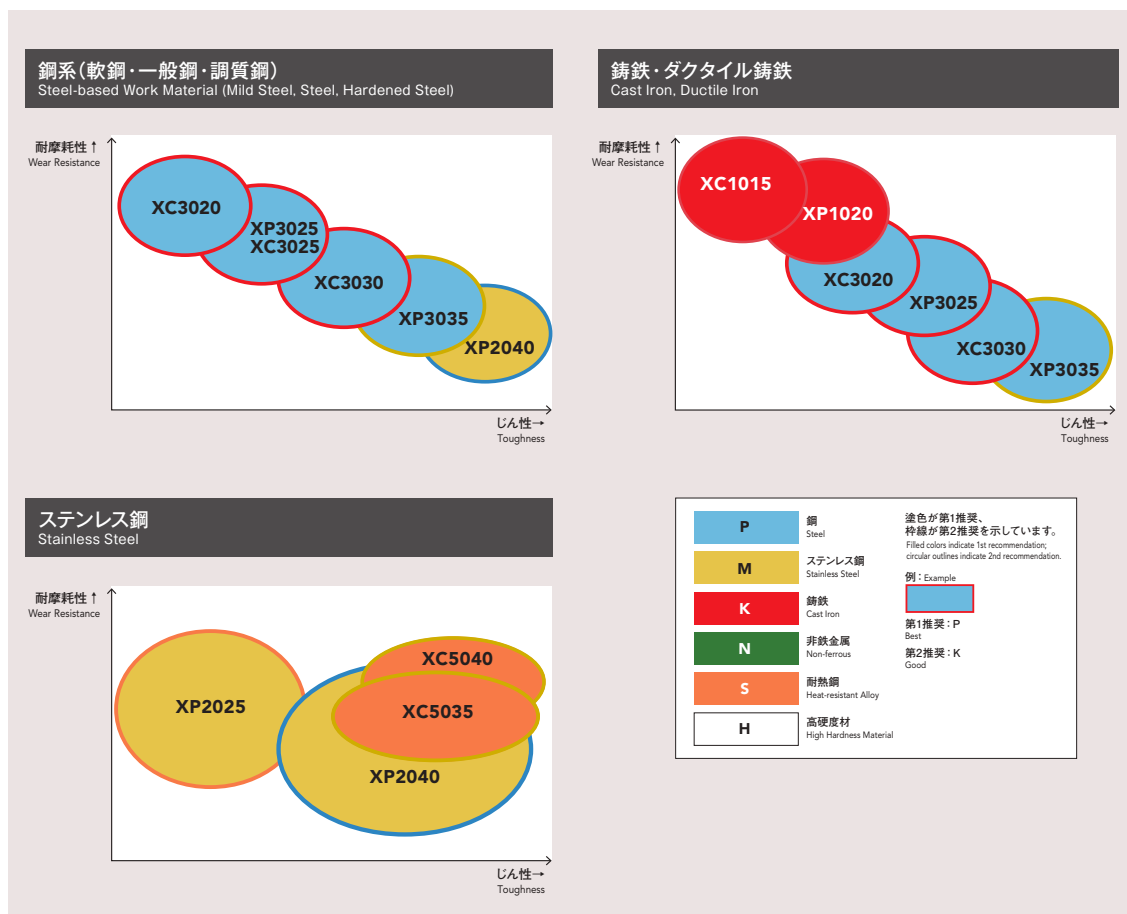 鋼系（軟鋼・一般鋼・調質鋼）
Steel-based Work Material (Mild Steel, Steel, Hardened Steel)
耐摩耗性↑
Wear Resistance
XC3020
XP3025
XC3025
XC3030
XP3035
XP2040
じん性→
Toughness
鋳鉄・ダクタイル鋳鉄
Cast Iron, Ductile Iron
耐摩耗性↑
Wear Resistance
XC1015
XP1020
XC3020
XP3025
XC3030
XP3035
じん性→
Toughness
ステンレス鋼
Stainless Steel
耐摩耗性↑
Wear Resistance
XP2025
XC5040
XC5035
XP2040
じん性→
Toughness
P
鋼
Steel
M
ステンレス鋼
Stainless Steel
K
鋳鉄
Cast Iron
N
非鉄金属
Non-ferrous
S
耐熱鋼
Heat-resistant Alloy
H
高硬度材
High Hardness Material
塗色が第1推奨、
枠線が第2推奨を示しています。
Filled colors indicate 1st recommendation;
circular outlines indicate 2nd recommendation.
例：Example
第1推奨：P
Best
第2推奨：K
Good